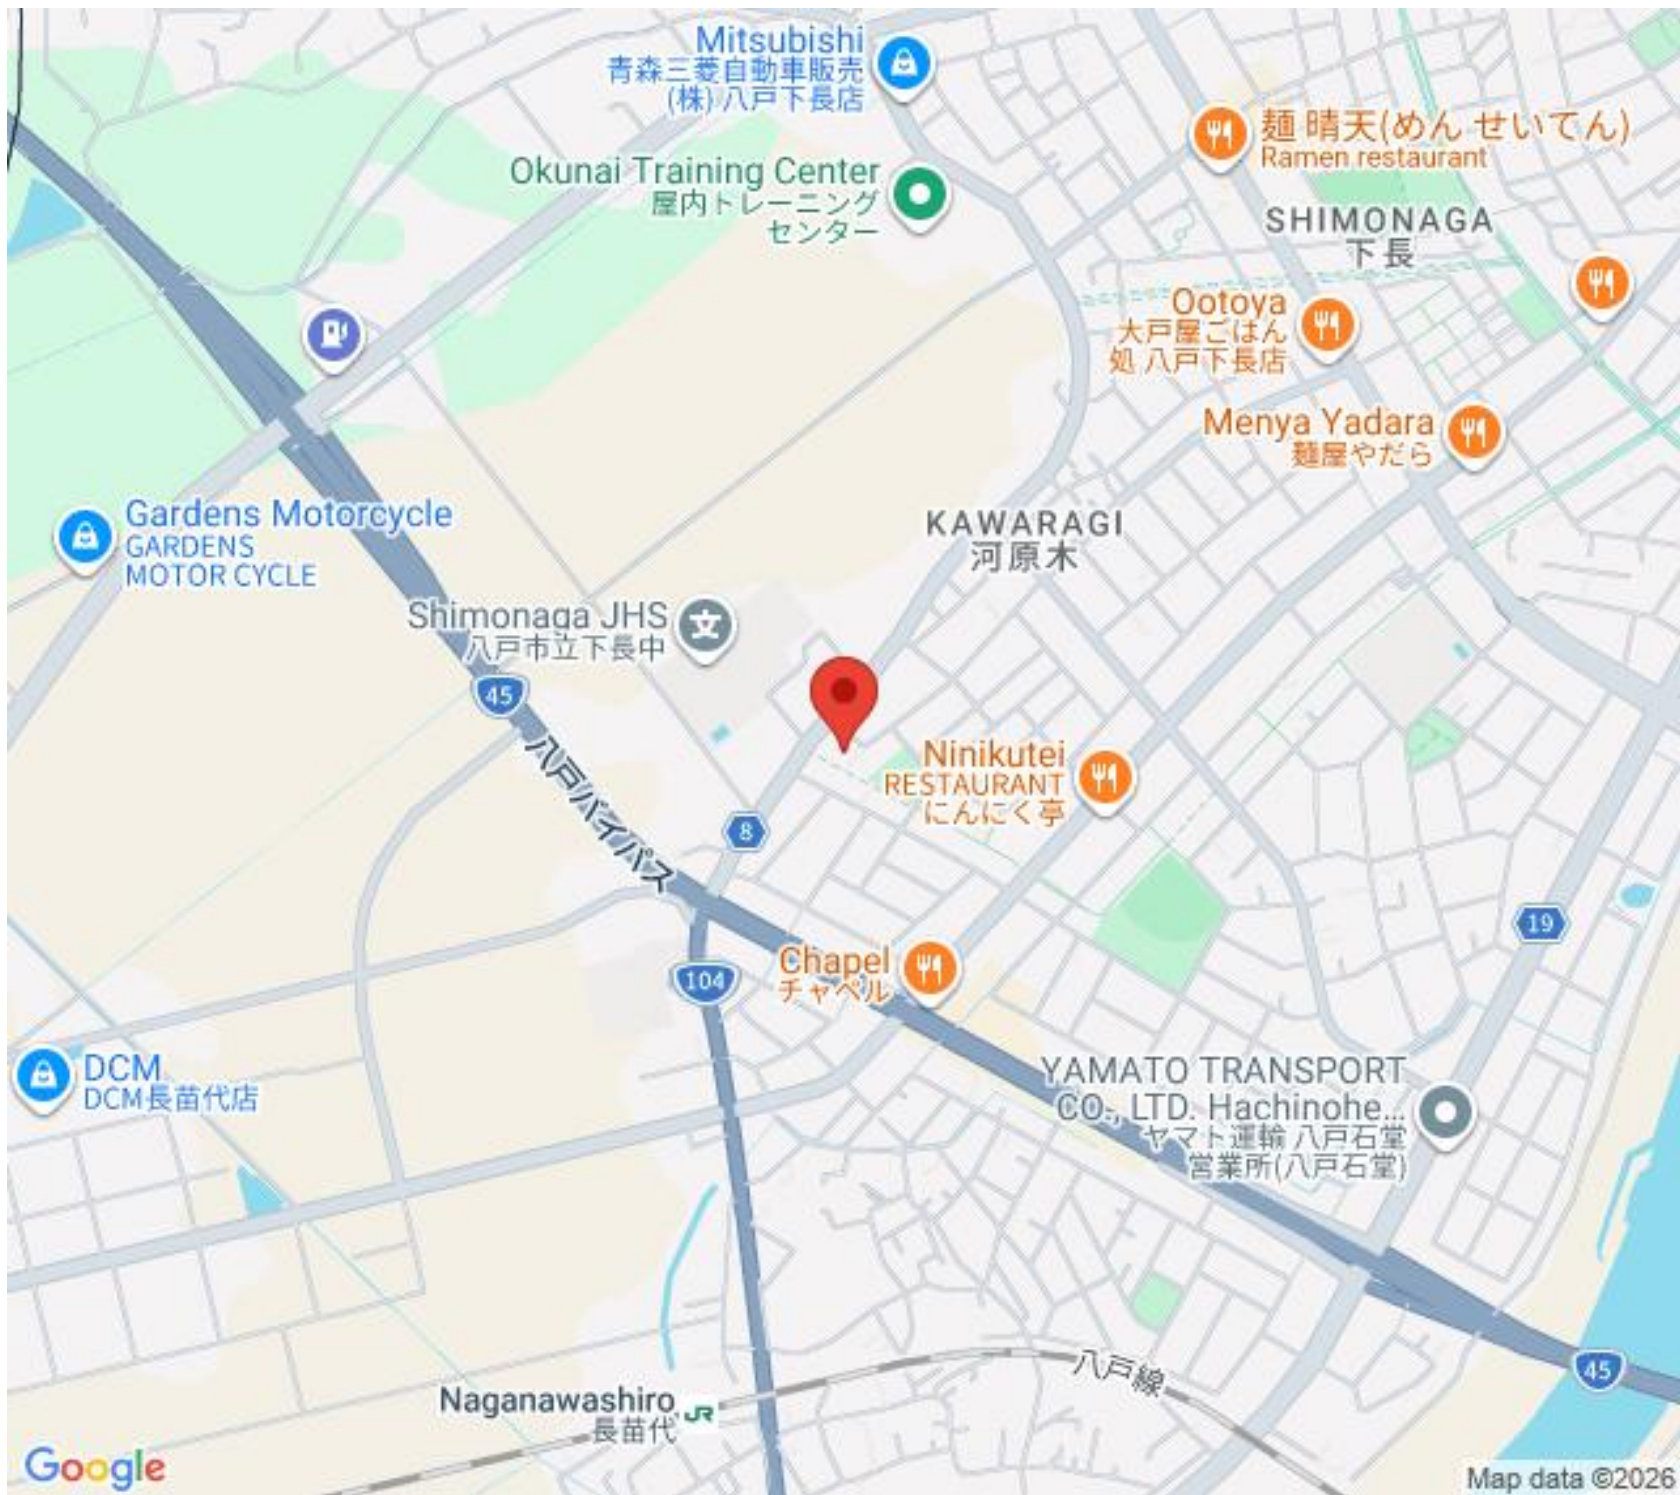 Mitsubishi
青森三菱自動車販売
(株) 八戸下長店
麺 晴天(めん せいてん)
Ramen restaurant
Okunai Training Center
屋内トレーニング
センター
SHIMONAGA
下長
Ootoya
大戸屋ごはん
処 八戸下長店
Menya Yadara
麺屋やだら
Gardens Motorcycle
GARDENS
MOTOR CYCLE
KAWARAGI
河原木
Shimonaga JHS
八戸市立下長中
45
八戸バイパス
Ninikutei
RESTAURANT
にんにく亭
8
19
Chapel
チャペル
104
DCM
DCM長苗代店
YAMATO TRANSPORT
CO., LTD. Hachinohe...
ヤマト運輸 八戸石堂
営業所(八戸石堂)
八戸線
45
Naganawashiro
長苗代
JR
Google
Map data ©2026